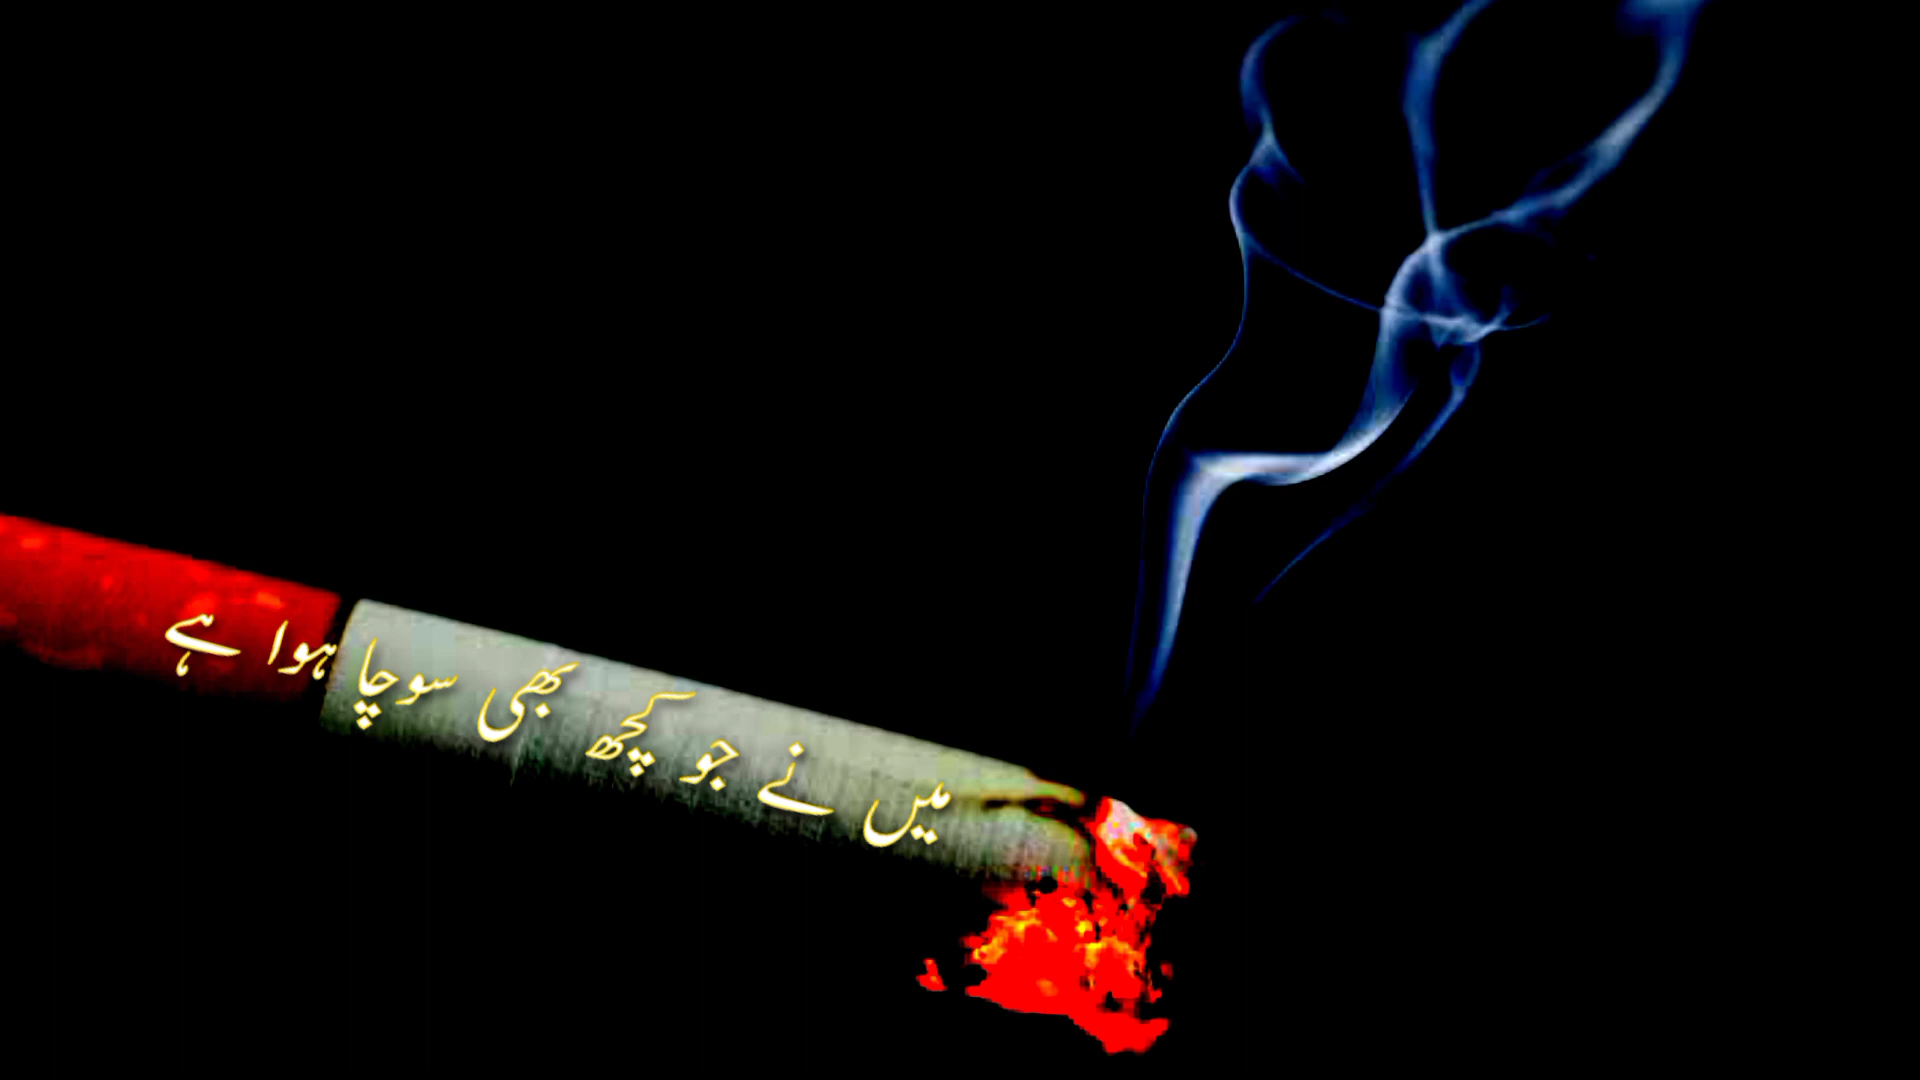 میں نے جو کچھ بھی سوچا ہوا ہے